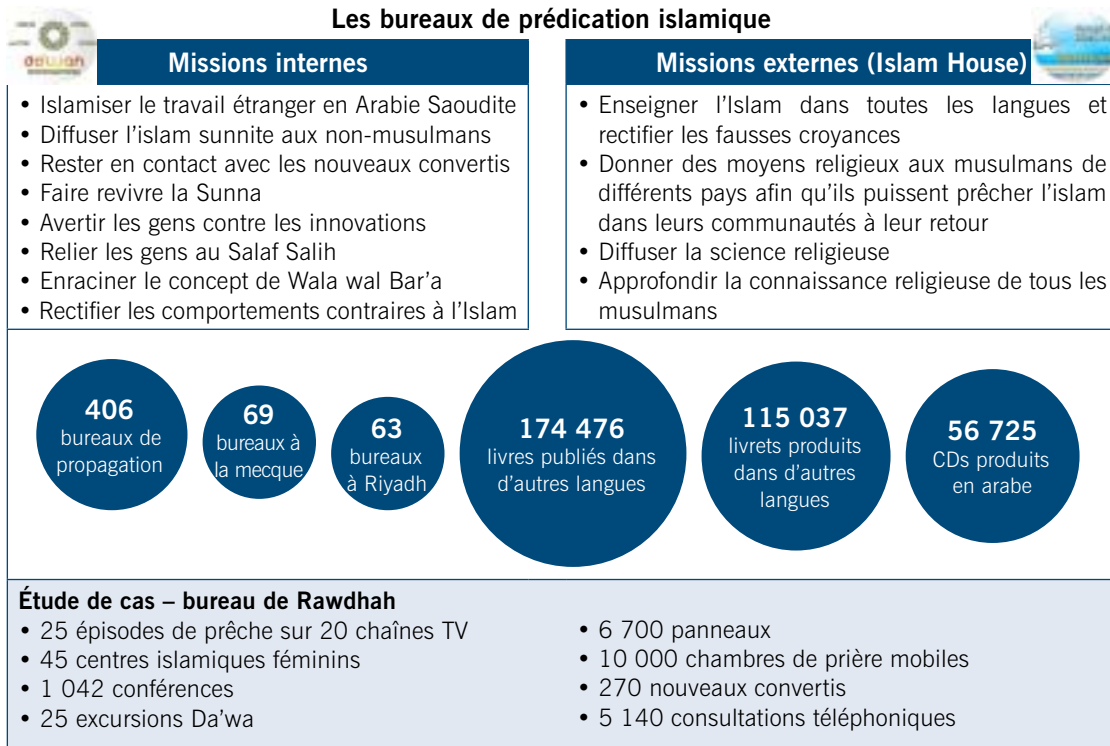 Les bureaux de prédication islamique
Missions internes
• Islamiser le travail étranger en Arabie Saoudite
• Diffuser l'islam sunnite aux non-musulmans
• Rester en contact avec les nouveaux convertis
• Faire revivre la Sunna
• Avertir les gens contre les innovations
• Relier les gens au Salaf Salih
• Enraciner le concept de Wala wal Bar'a
• Rectifier les comportements contraires à l'Islam
Missions externes (Islam House)
• Enseigner l'Islam dans toutes les langues et
rectifier les fausses croyances
• Donner des moyens religieux aux musulmans de
différents pays afin qu'ils puissent prêcher l'islam
dans leurs communautés à leur retour
• Diffuser la science religieuse
• Approfondir la connaissance religieuse de tous les
musulmans
406
bureaux de
propagation
69
bureaux à
la mecque
63
bureaux
à Riyadh
174 476
livres publiés dans
d'autres langues
115 037
livrets produits
dans d'autres
langues
56 725
CDs produits
en arabe
Étude de cas – bureau de Rawdhah
• 25 épisodes de prêche sur 20 chaînes TV
• 45 centres islamiques féminins
• 1 042 conférences
• 25 excursions Da'wa
• 6 700 panneaux
• 10 000 chambres de prière mobiles
• 270 nouveaux convertis
• 5 140 consultations téléphoniques